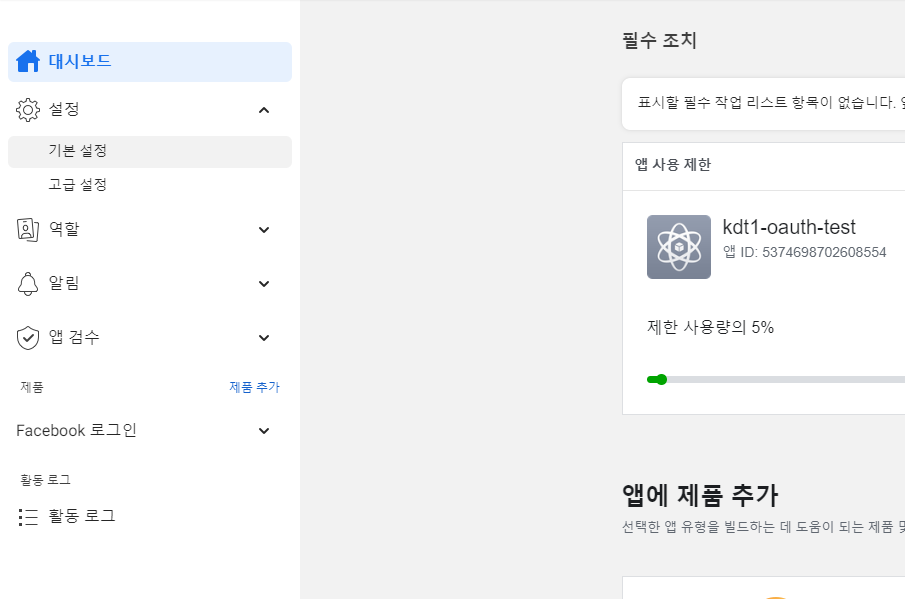 대시보드
설정
기본 설정
고급 설정
역할
알림
앱 검수
제품
제품 추가
Facebook 로그인
활동 로그
활동 로그
필수 조치
표시할 필수 작업 리스트 항목이 없습니다.
앱 사용 제한
kdt1-oauth-test
앱 ID: 5374698702608554
제한 사용량의 5%
앱에 제품 추가
선택한 앱 유형을 빌드하는 데 도움이 되는 제품 및